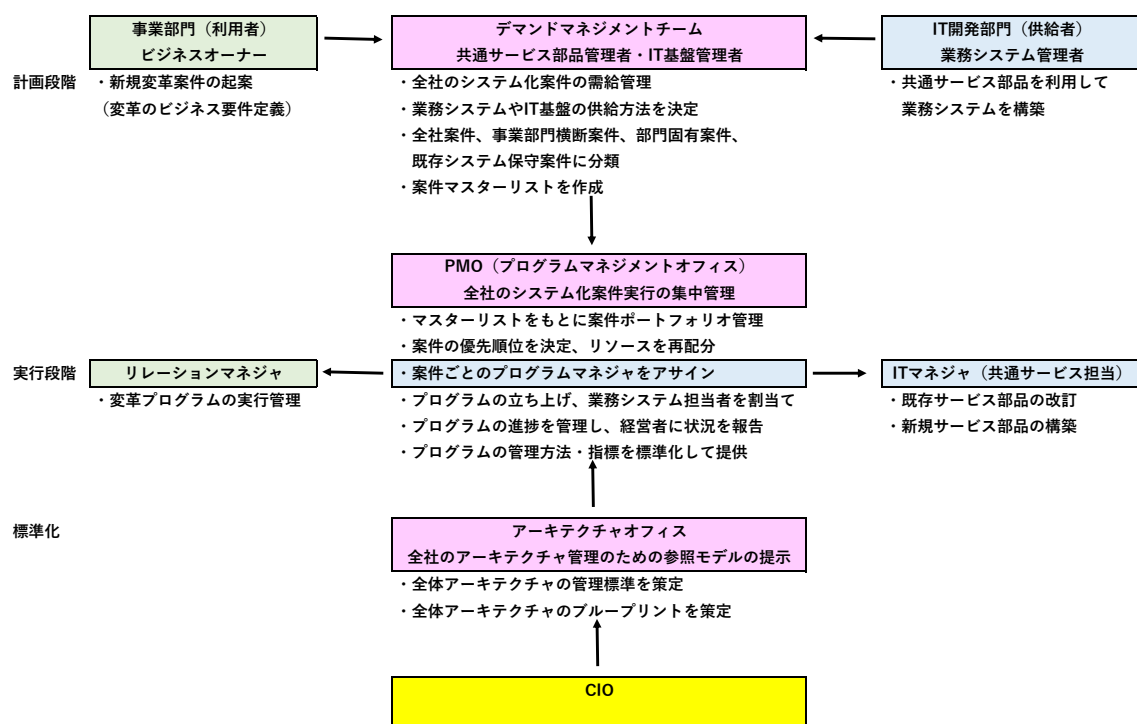 事業部門（利用者）
ビジネスオーナー
デマンドマネジメントチーム
共通サービス部品管理者・IT基盤管理者
IT開発部門（供給者）
業務システム管理者
計画段階
・新規変革案件の起案
（変革のビジネス要件定義）
・全社のシステム化案件の需給管理
・業務システムやIT基盤の供給方法を決定
・全社案件、事業部門横断案件、部門固有案件、
既存システム保守案件に分類
・案件マスターリストを作成
・共通サービス部品を利用して
業務システムを構築
PMO（プログラムマネジメントオフィス）
全社のシステム化案件実行の集中管理
・マスターリストをもとに案件ポートフォリオ管理
・案件の優先順位を決定、リソースを再配分
実行段階
リレーションマネジャ
・案件ごとのプログラムマネジャをアサイン
ITマネジャ（共通サービス担当）
・変革プログラムの実行管理
・プログラムの立ち上げ、業務システム担当者を割当て
・プログラムの進捗を管理し、経営者に状況を報告
・プログラムの管理方法・指標を標準化して提供
・既存サービス部品の改訂
・新規サービス部品の構築
標準化
アーキテクチャオフィス
全社のアーキテクチャ管理のための参照モデルの提示
・全体アーキテクチャの管理標準を策定
・全体アーキテクチャのブループリントを策定
CIO